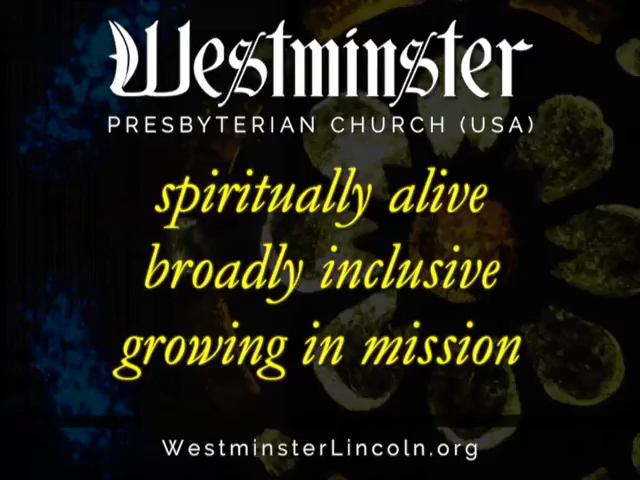 Westminster
PRESBYTERIAN CHURCH (USA)
spiritually alive
broadly inclusive
growing in mission
WestminsterLincoln.org